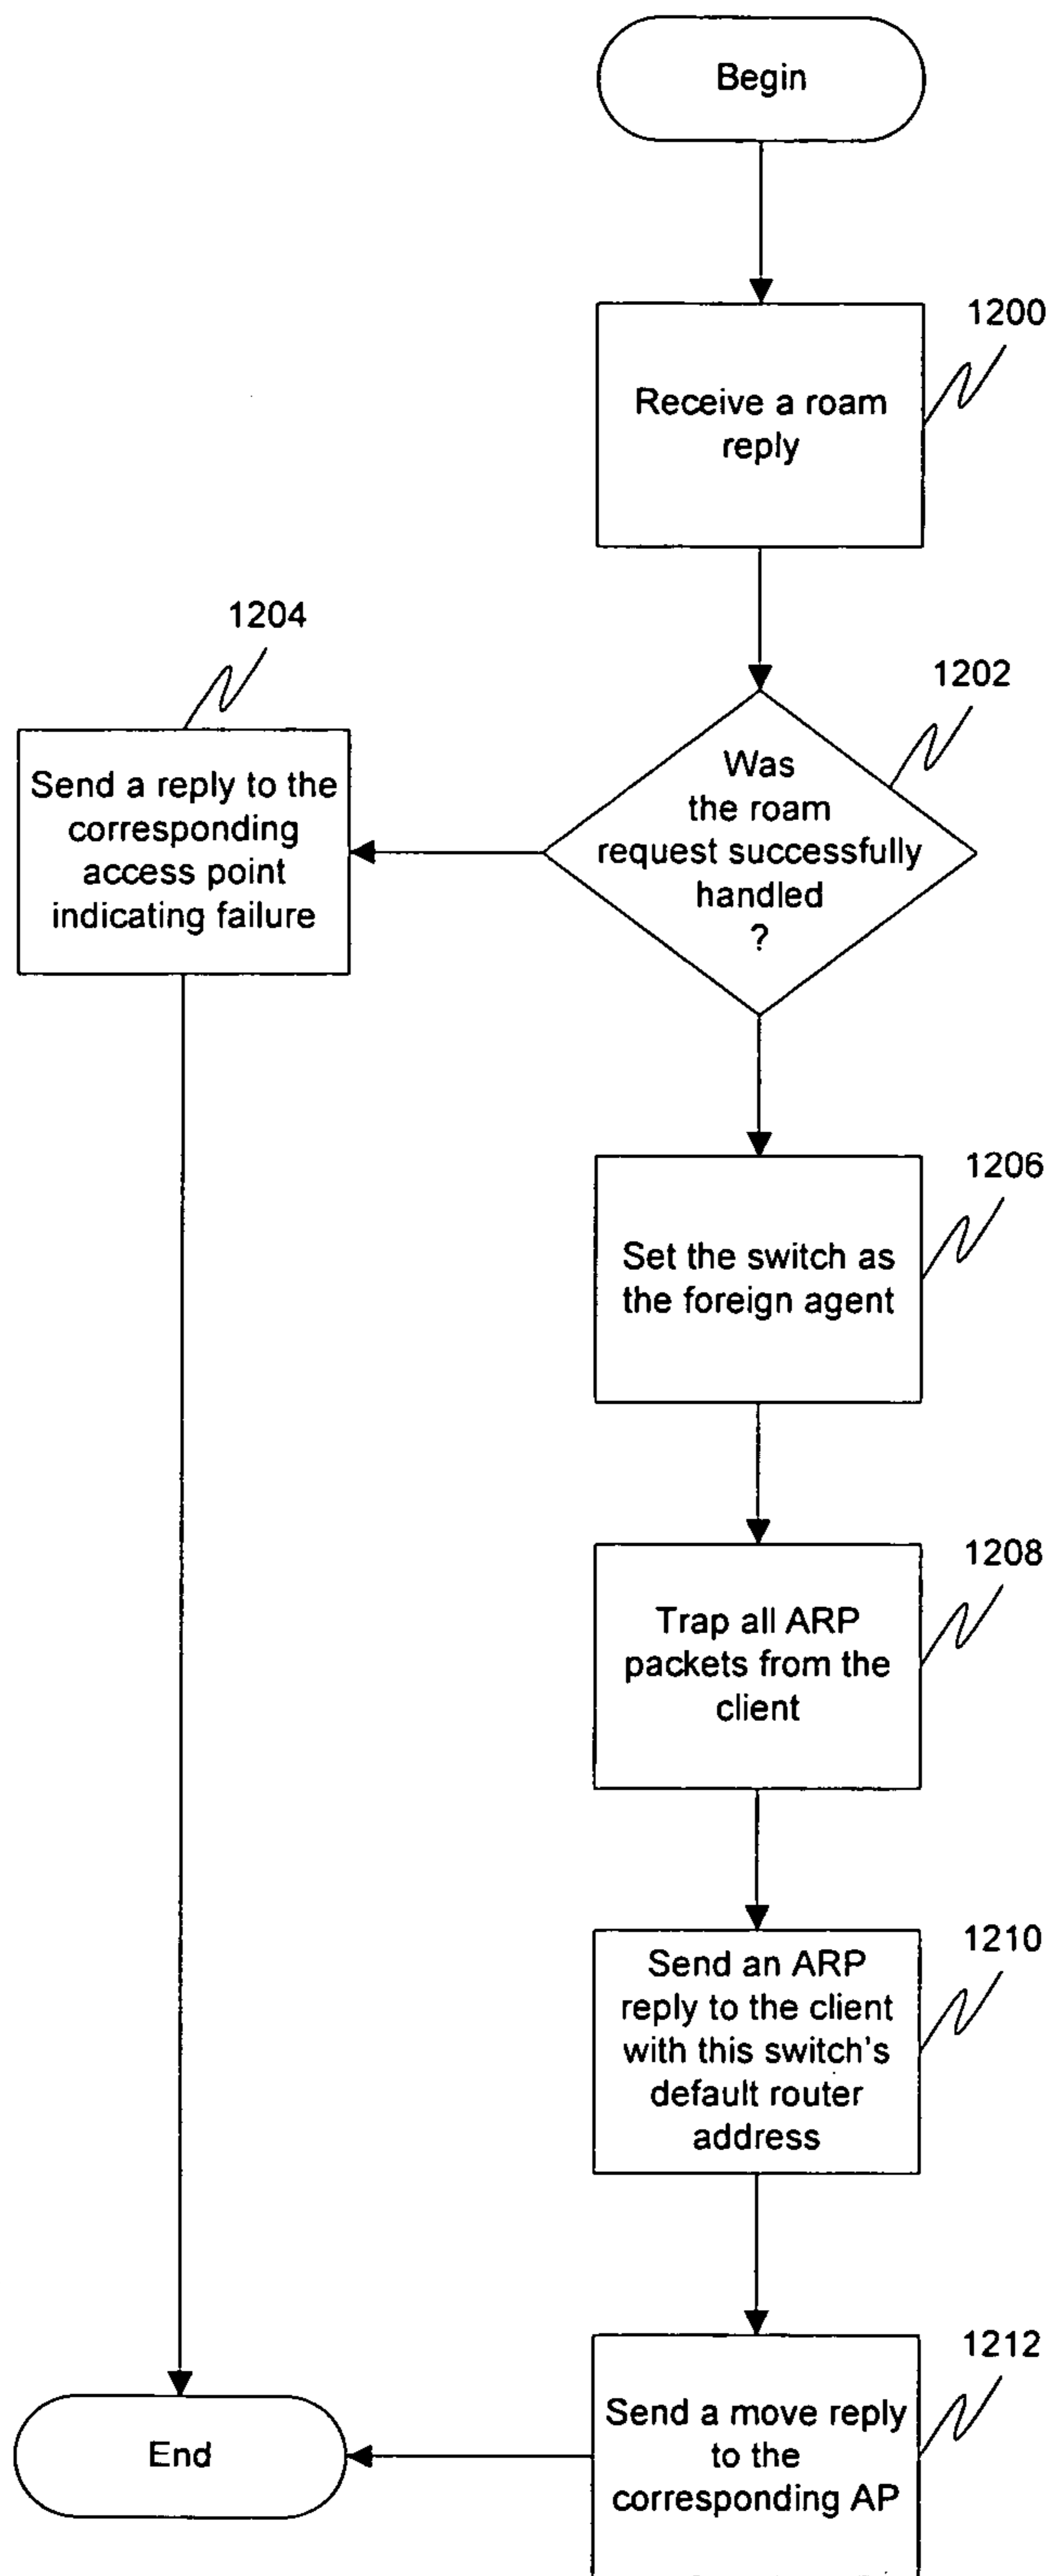 Begin
1200
Receive a roam
reply
1204
1202
Send a reply to the
corresponding
access point
indicating failure
Was
the roam
request successfully
handled
?
1206
Set the switch as
the foreign agent
1208
Trap all ARP
packets from the
client
1210
Send an ARP
reply to the client
with this switch's
default router
address
1212
Send a move reply
to the
corresponding AP
End